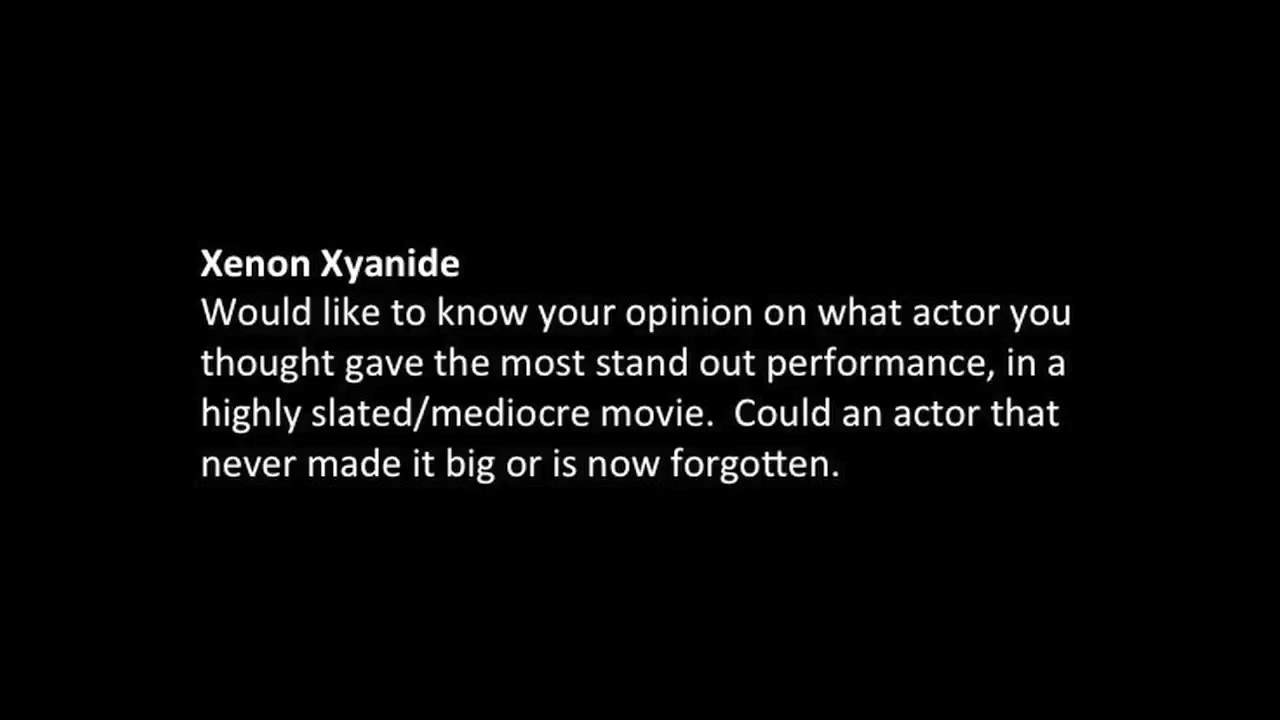 Xenon Xyanide
Would like to know your opinion on what actor you
thought gave the most stand out performance, in a
highly slated/mediocre movie.  Could an actor that
never made it big or is now forgotten.